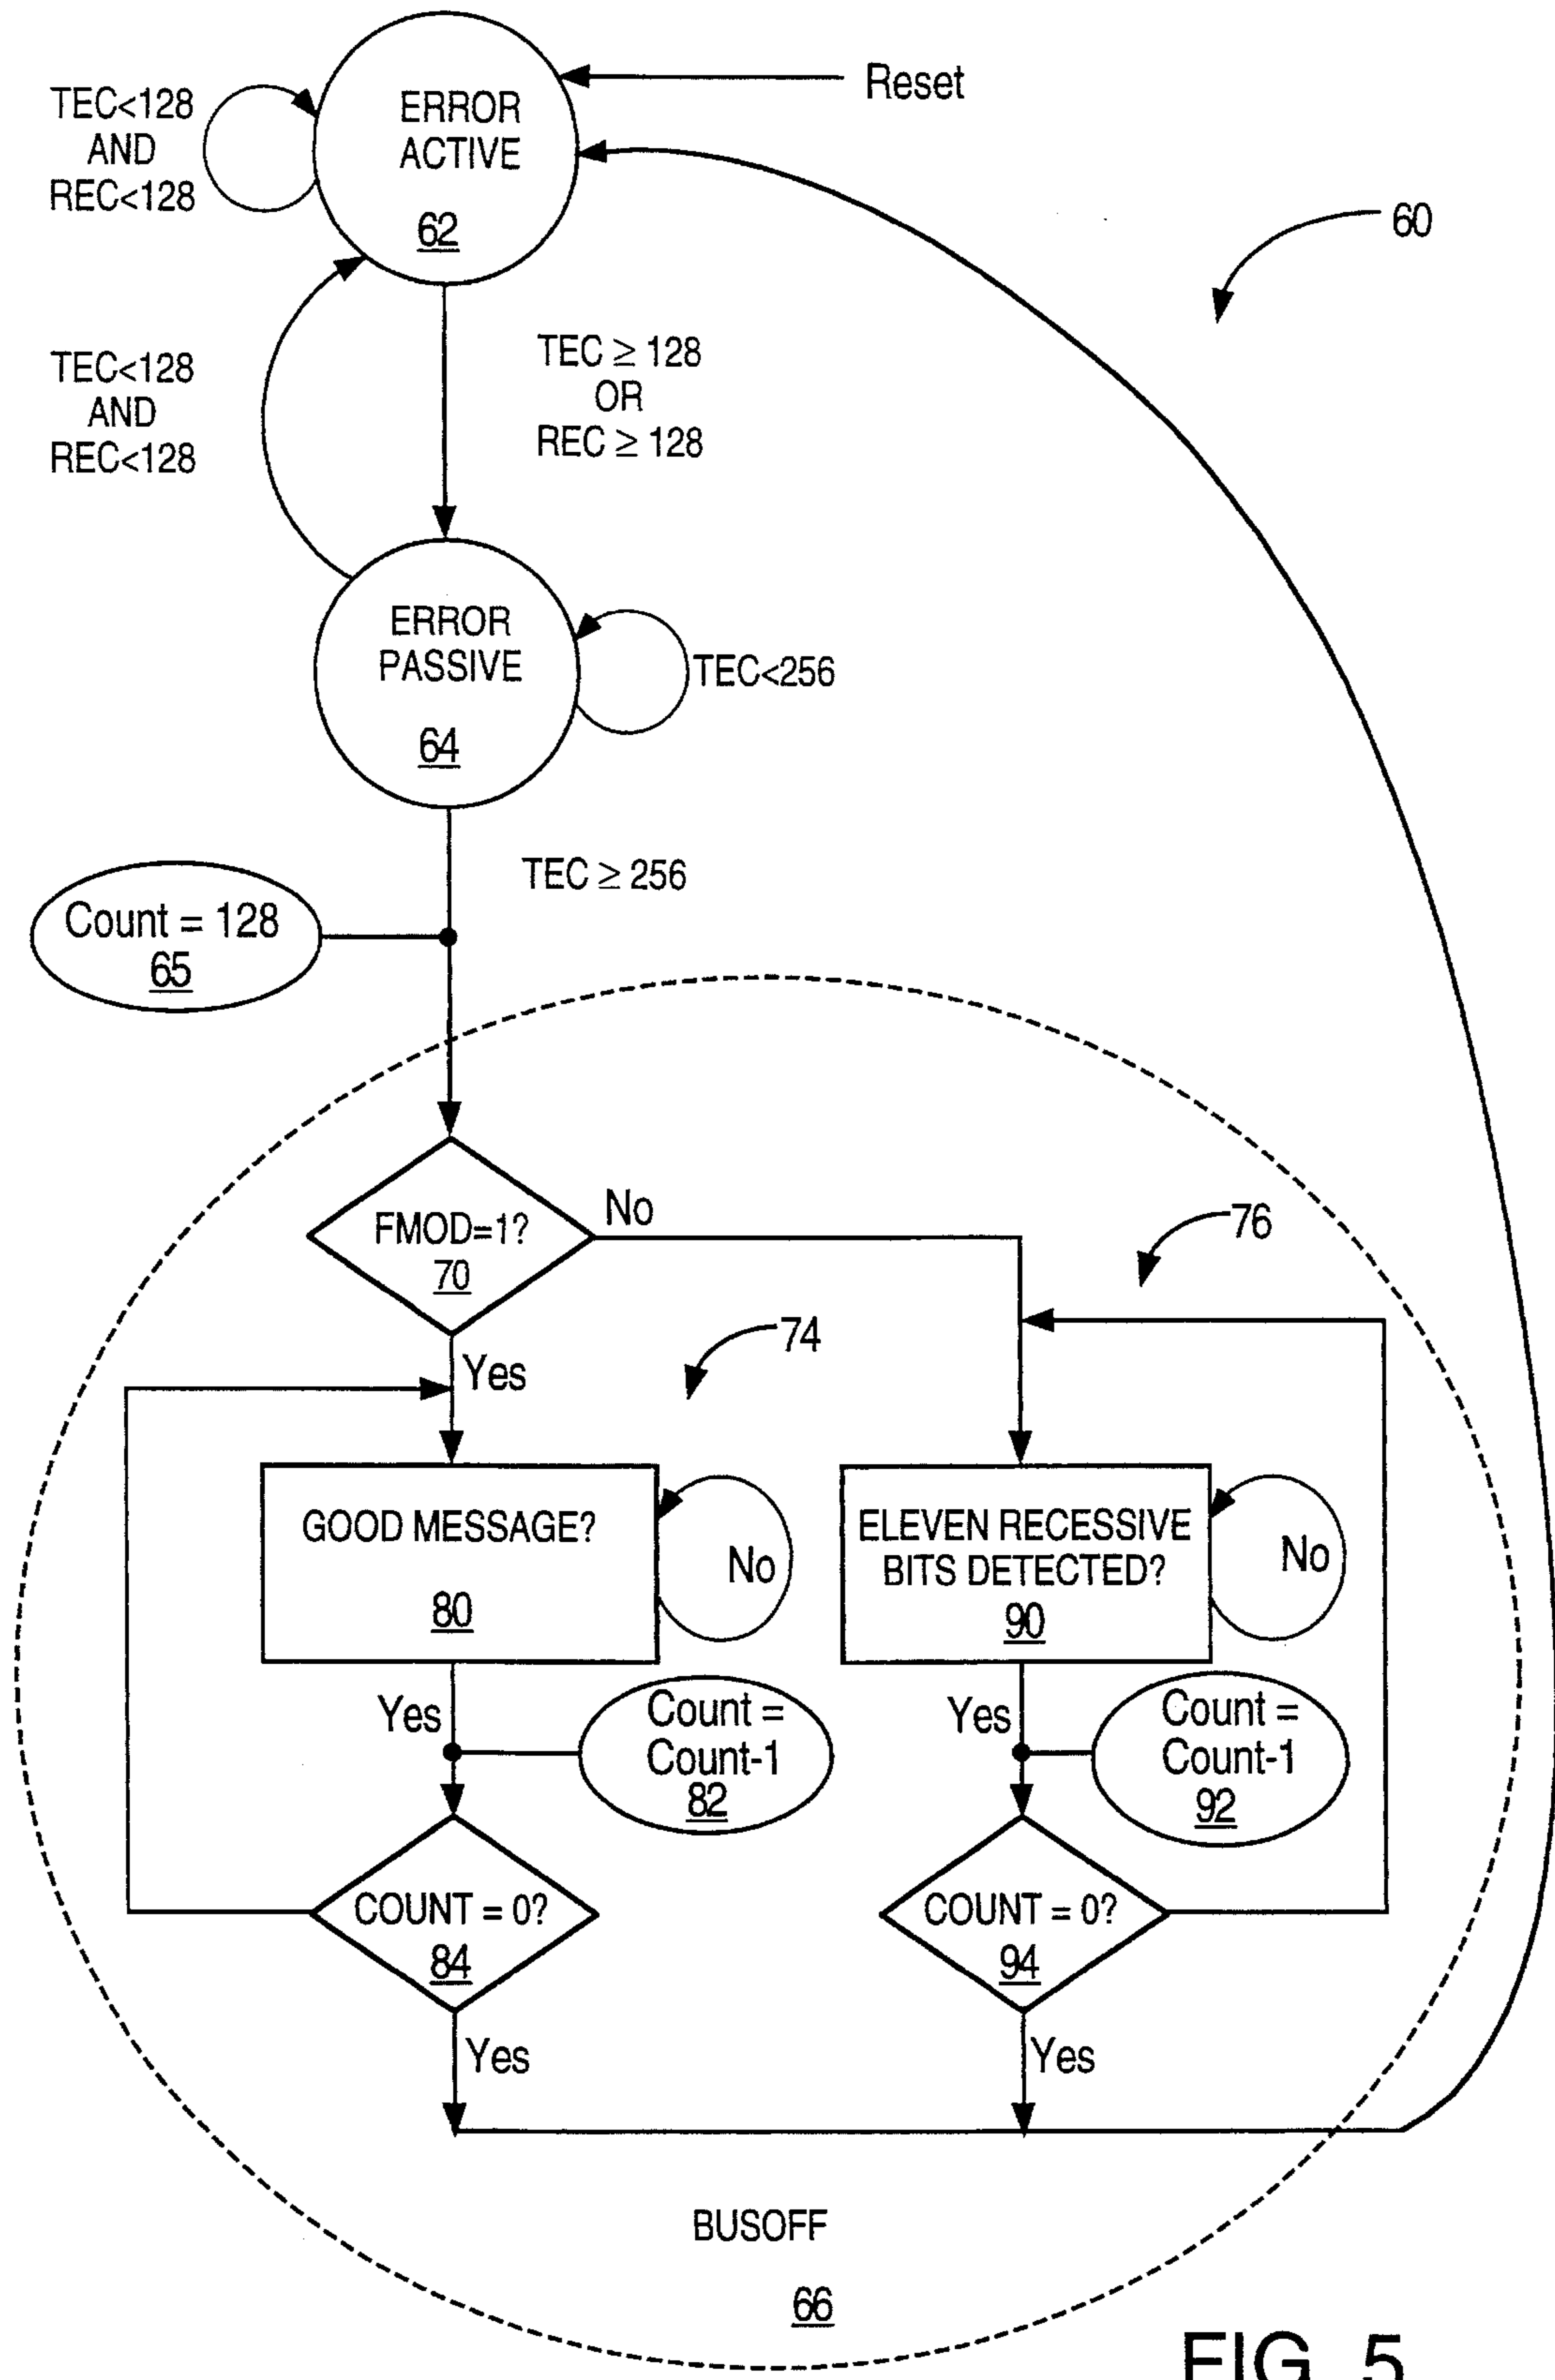 Reset
TEC<128
AND
REC<128
ERROR
ACTIVE
62
60
TEC<128
AND
REC<128
TEC ≥ 128
OR
REC ≥ 128
ERROR
PASSIVE
64
TEC<256
TEC ≥ 256
Count = 128
65
FMOD=1?
70
No
76
74
Yes
GOOD MESSAGE?
80
No
ELEVEN RECESSIVE
BITS DETECTED?
90
No
Yes
Count =
Count-1
82
Yes
Count =
Count-1
92
COUNT = 0?
84
COUNT = 0?
94
Yes
Yes
BUSOFF
66
FIG. 5